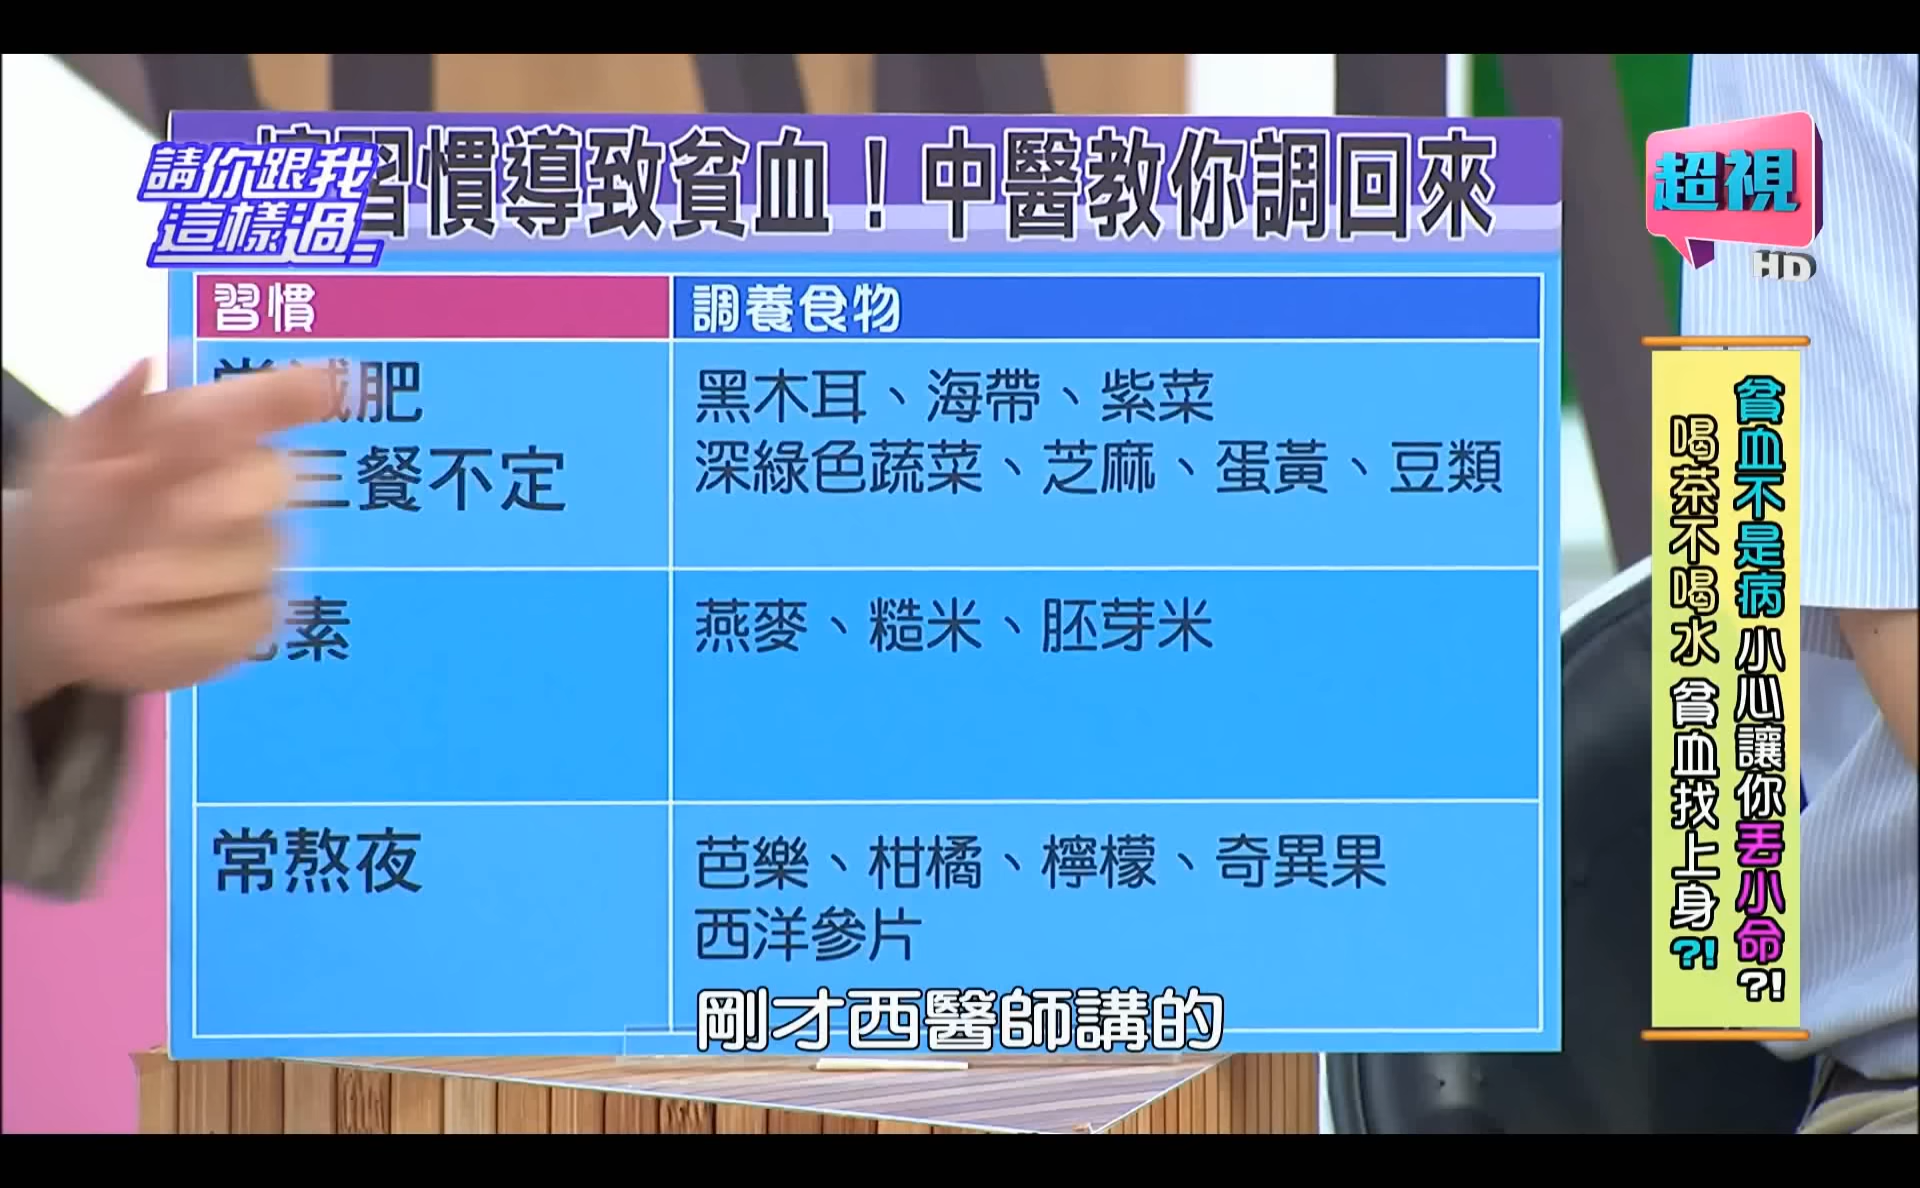 壞習慣導致貧血！中醫教你調回來
請你跟我
這樣過
超視
HD
習慣
調養食物
常減肥
三餐不定
黑木耳、海帶、紫菜
深綠色蔬菜、芝麻、蛋黃、豆類
素
燕麥、糙米、胚芽米
常熬夜
芭樂、柑橘、檸檬、奇異果
西洋參片
貧血不是病 小心讓你丟小命?!
喝茶不喝水 貧血找上身?!
剛才西醫師講的